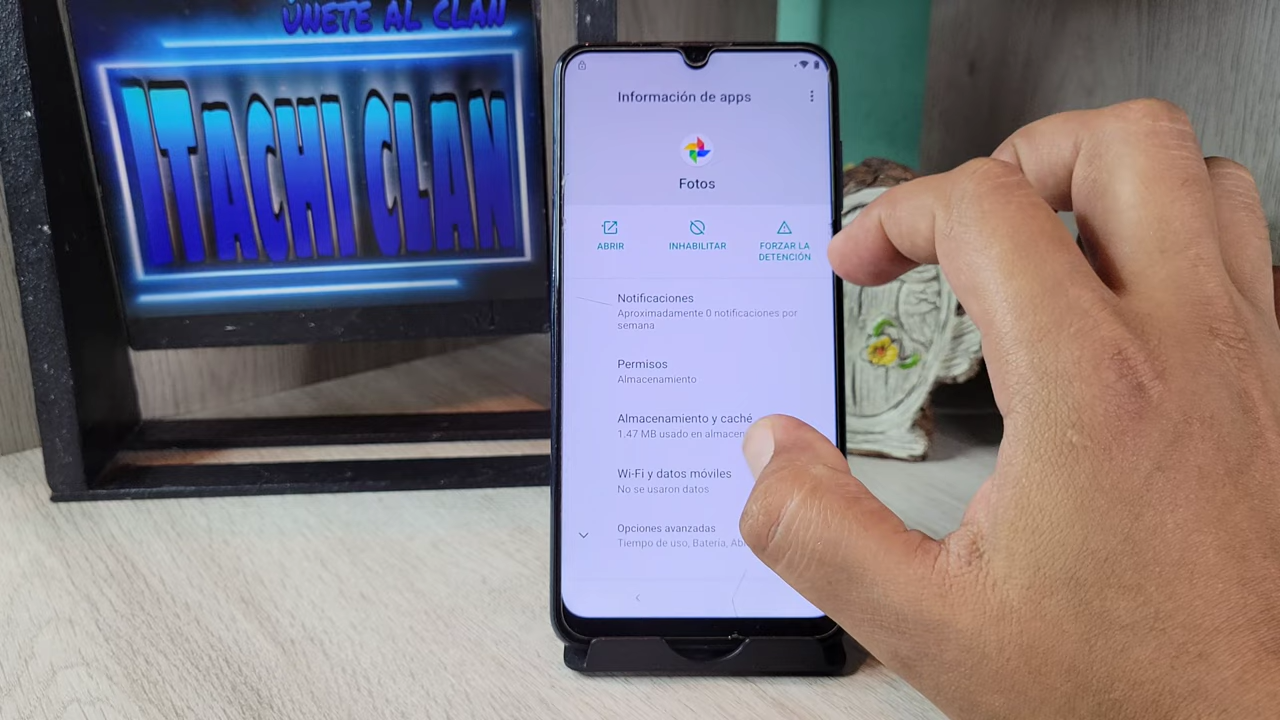 ÚNETE AL CLAN
ITACHI CLAN
Información de apps
Fotos
ABRIR
INHABILITAR
FORZAR LA
DETENCIÓN
Notificaciones
Aproximadamente 0 notificaciones por
semana
Permisos
Almacenamiento
Almacenamiento y caché
1.47 MB usado en almacen
Wi-Fi y datos móviles
No se usaron datos
Opciones avanzadas
Tiempo de uso, Batería,